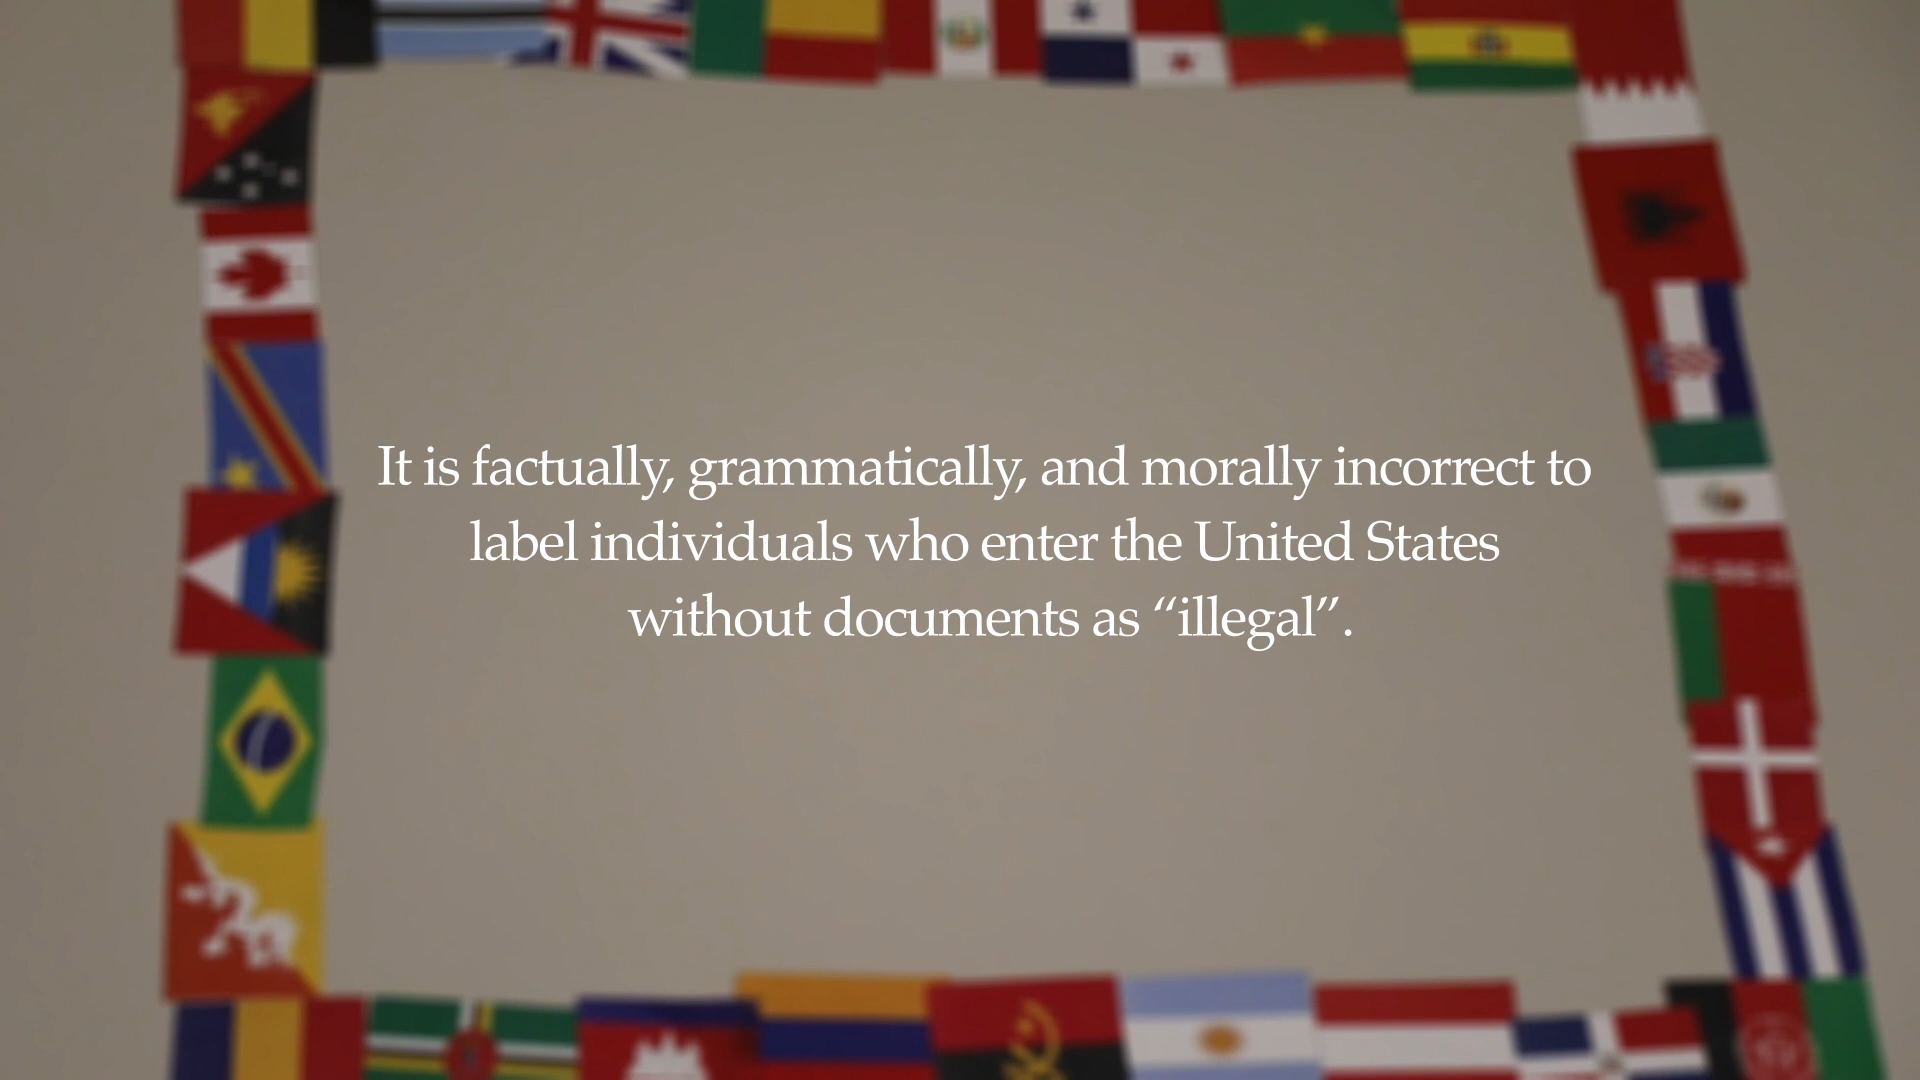 It is factually, grammatically, and morally incorrect to
label individuals who enter the United States
without documents as “illegal”.